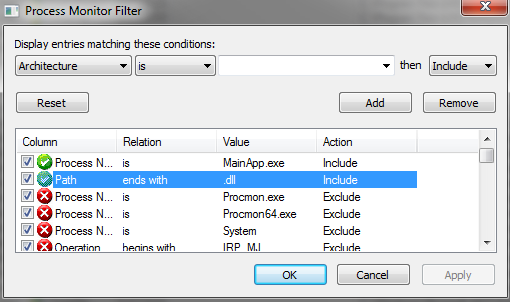 Process Monitor Filter
Display entries matching these conditions:
Architecture is then Include
Reset Add Remove
Column Relation Value Action
Process N... is MainApp.exe Include
Path ends with .dll Include
Process N... is Procmon.exe Exclude
Process N... is Procmon64.exe Exclude
Process N... is System Exclude
Operation begins with IRP_MJ_ Exclude
OK Cancel Apply